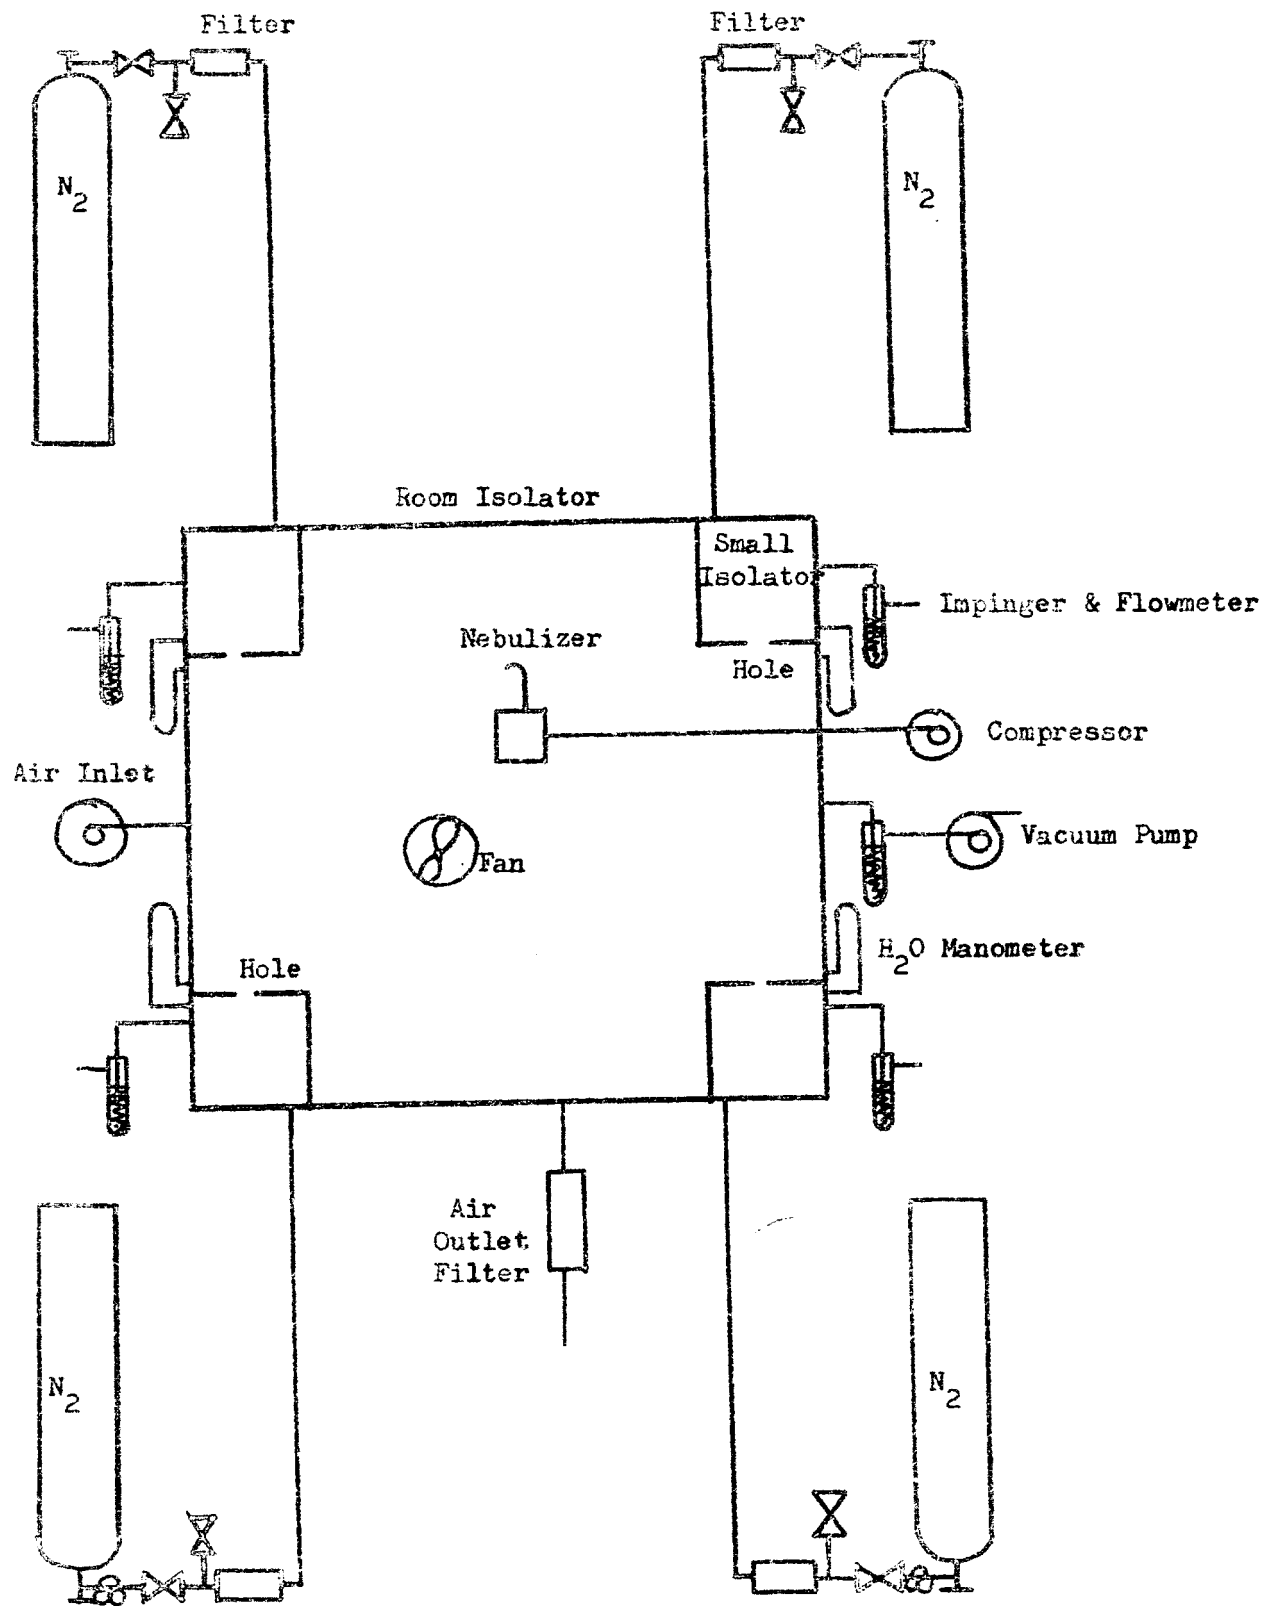 Filter
Filter
N2
N2
Room Isolator
Small
Isolator
Impinger & Flowmeter
Nebulizer
Hole
Compressor
Air Inlet
Vacuum Pump
Fan
H2O Manometer
Hole
Air
Outlet
Filter
N2
N2